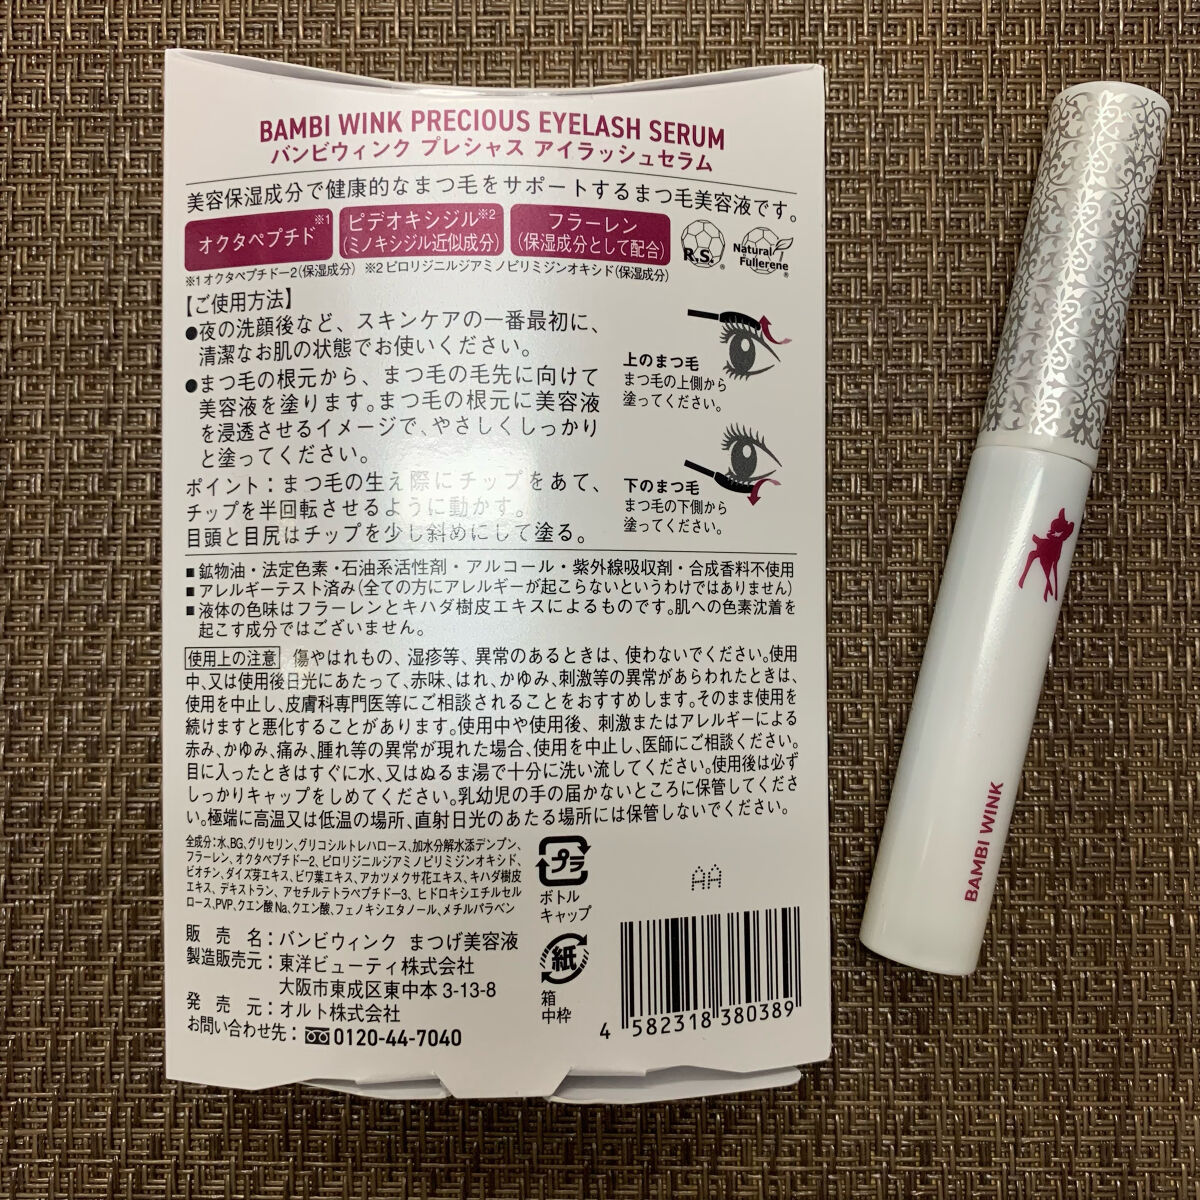 BAMBI WINK PRECIOUS EYELASH SERUM
バンビウィンク プレシャス アイラッシュセラム
美容保湿成分で健康的なまつ毛をサポートするまつ毛美容液です。
オクタペプチド※1
ピデオキシジル※2
(ミノキシジル近似成分)
フラーレン
(保湿成分として配合)
R.S.®
Natural Fullerene®
※1 オクタペプチド-2(保湿成分) ※2 ピロリジニルジアミノピリミジンオキシド(保湿成分)
【ご使用方法】
●夜の洗顔後など、スキンケアの一番最初に、
清潔なお肌の状態でお使いください。
●まつ毛の根元から、まつ毛の毛先に向けて
美容液を塗ります。まつ毛の根元に美容液
を浸透させるイメージで、やさしくしっかり
と塗ってください。
ポイント：まつ毛の生え際にチップをあて、
チップを半回転させるように動かす。
目頭と目尻はチップを少し斜めにして塗る。
上のまつ毛
まつ毛の上側から
塗ってください。
下のまつ毛
まつ毛の下側から
塗ってください。
■鉱物油・法定色素・石油系活性剤・アルコール・紫外線吸収剤・合成香料不使用
■アレルギーテスト済み(全ての方にアレルギーが起こらないというわけではありません)
■液体の色味はフラーレンとキハダ樹皮エキスによるものです。肌への色素沈着を
起こす成分ではございません。
使用上の注意 傷やはれもの、湿疹等、異常のあるときは、使わないでください。使用
中、又は使用後日光にあたって、赤味、はれ、かゆみ、刺激等の異常があらわれたときは、
使用を中止し、皮膚科専門医等にご相談されることをおすすめします。そのまま使用を
続けますと悪化することがあります。使用中や使用後、刺激またはアレルギーによる
赤み、かゆみ、痛み、腫れ等の異常が現れた場合、使用を中止し、医師にご相談ください。
目に入ったときはすぐに水、又はぬるま湯で十分に洗い流してください。使用後は必ず
しっかりキャップをしめてください。乳幼児の手の届かないところに保管してくださ
い。極端に高温又は低温の場所、直射日光のあたる場所には保管しないでください。
全成分：水、BG、グリセリン、グリコシルトレハロース、加水分解水添デンプン、
フラーレン、オクタペプチド-2、ピロリジニルジアミノピリミジンオキシド、
ビオチン、ダイズ芽エキス、ビワ葉エキス、アカツメクサ花エキス、キハダ樹皮
エキス、デキストラン、アセチルテトラペプチド-3、ヒドロキシエチルセル
ロース、PVP、クエン酸Na、クエン酸、フェノキシエタノール、メチルパラベン
販売名：バンビウィンク まつげ美容液
製造販売元：東洋ビューティ株式会社
大阪市東成区東中本 3-13-8
発売元：オルト株式会社
お問い合わせ先：0120-44-7040
プラ
ボトル
キャップ
紙
箱
中枠
AA
4 582318 380389
BAMBI WINK